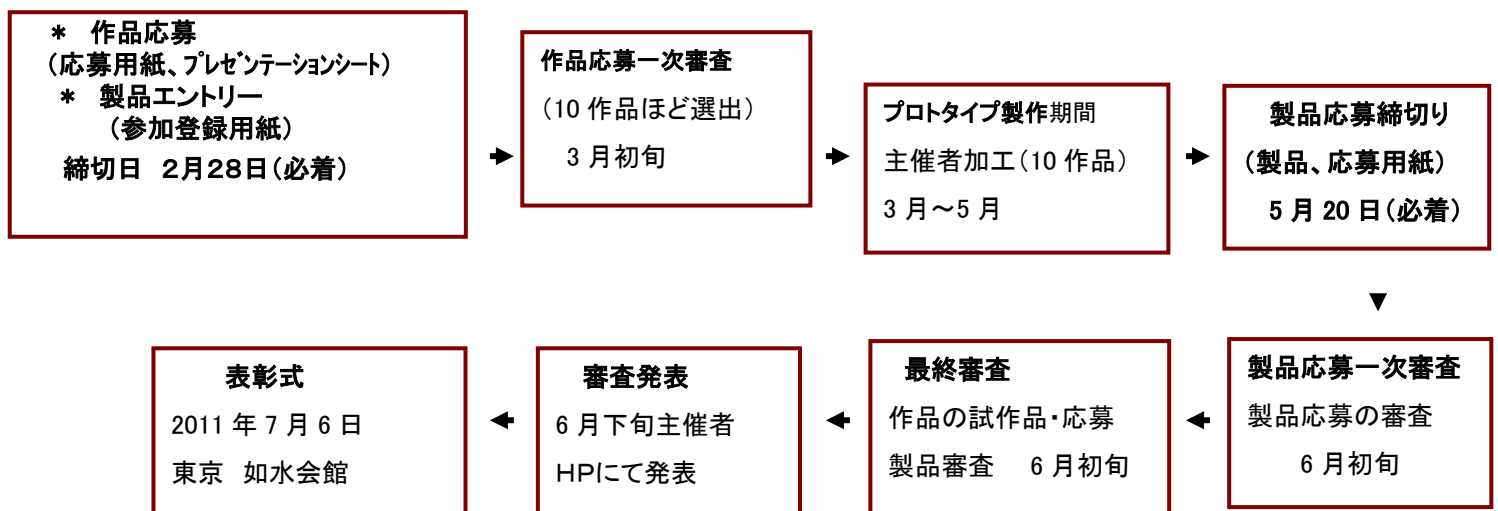 * 作品応募
(応募用紙、プレゼンテーションシート)
* 製品エントリー
(参加登録用紙)
締切日 2月28日(必着)
作品応募一次審査
(10 作品ほど選出)
3 月初旬
プロトタイプ製作期間
主催者加工(10 作品)
3 月～5 月
製品応募締切り
(製品、応募用紙)
5 月 20 日(必着)
製品応募一次審査
製品応募の審査
6 月初旬
最終審査
作品の試作品・応募
製品審査 6 月初旬
審査発表
6 月下旬主催者
HPにて発表
表彰式
2011 年 7 月 6 日
東京 如水会館